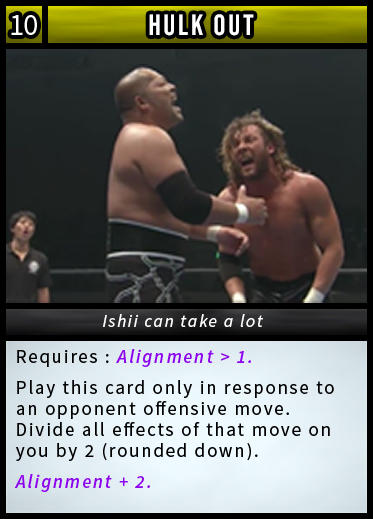 10
HULK OUT
Ishii can take a lot
Requires : Alignment > 1.
Play this card only in response to
an opponent offensive move.
Divide all effects of that move on
you by 2 (rounded down).
Alignment + 2.